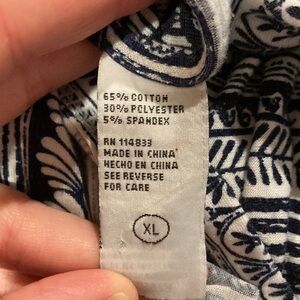 65% COTTON
30% POLYESTER
5% SPANDEX
RN 114833
MADE IN CHINA
HECHO EN CHINA
SEE REVERSE
FOR CARE
XL